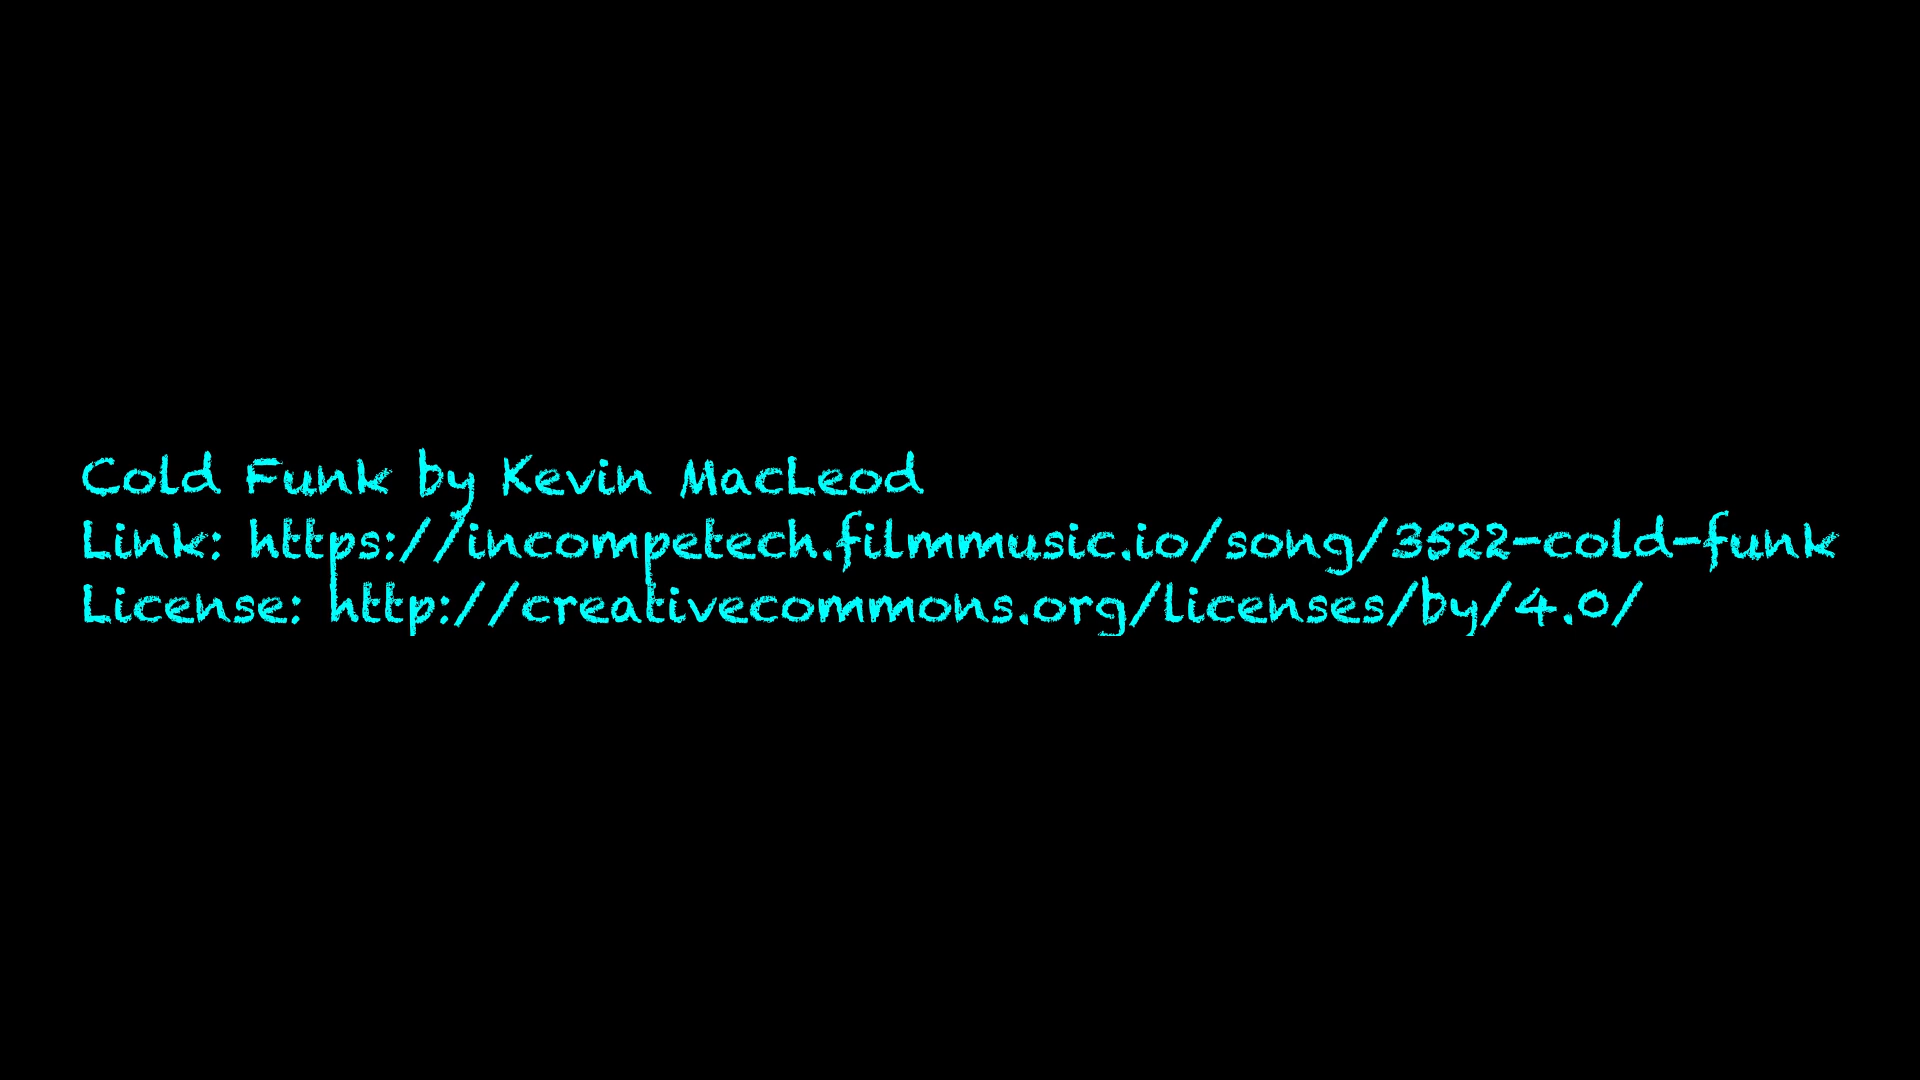 Cold Funk by Kevin MacLeod
Link: https://incompetech.filmmusic.io/song/3522-cold-funk
License: http://creativecommons.org/licenses/by/4.0/